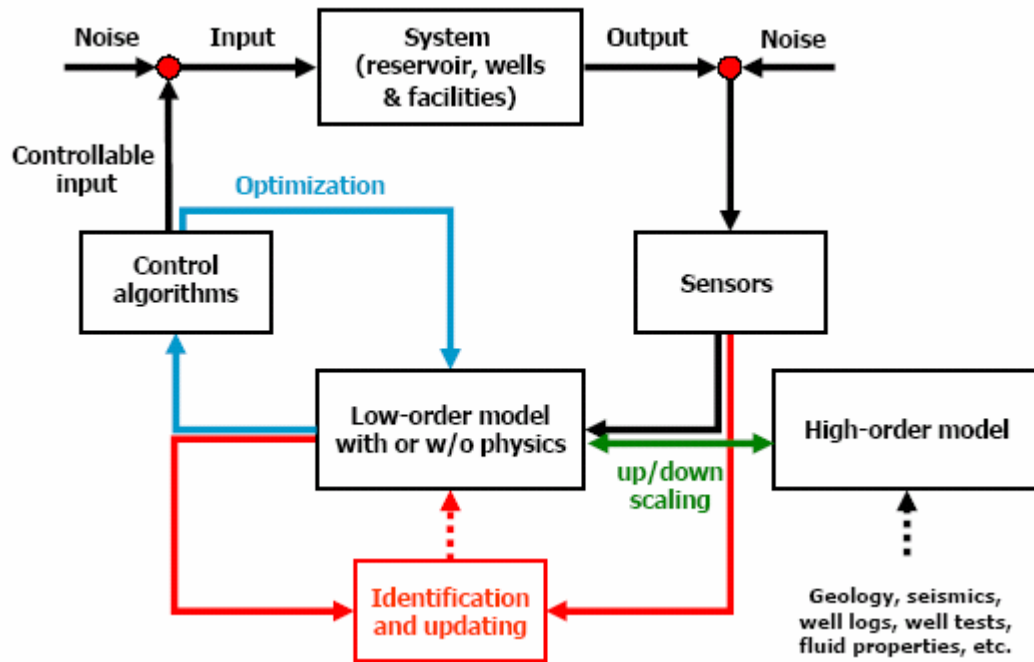 Noise
Input
System
(reservoir, wells
& facilities)
Output
Noise
Controllable
input
Optimization
Control
algorithms
Sensors
Low-order model
with or w/o physics
High-order model
up/down
scaling
Identification
and updating
Geology, seismics,
well logs, well tests,
fluid properties, etc.